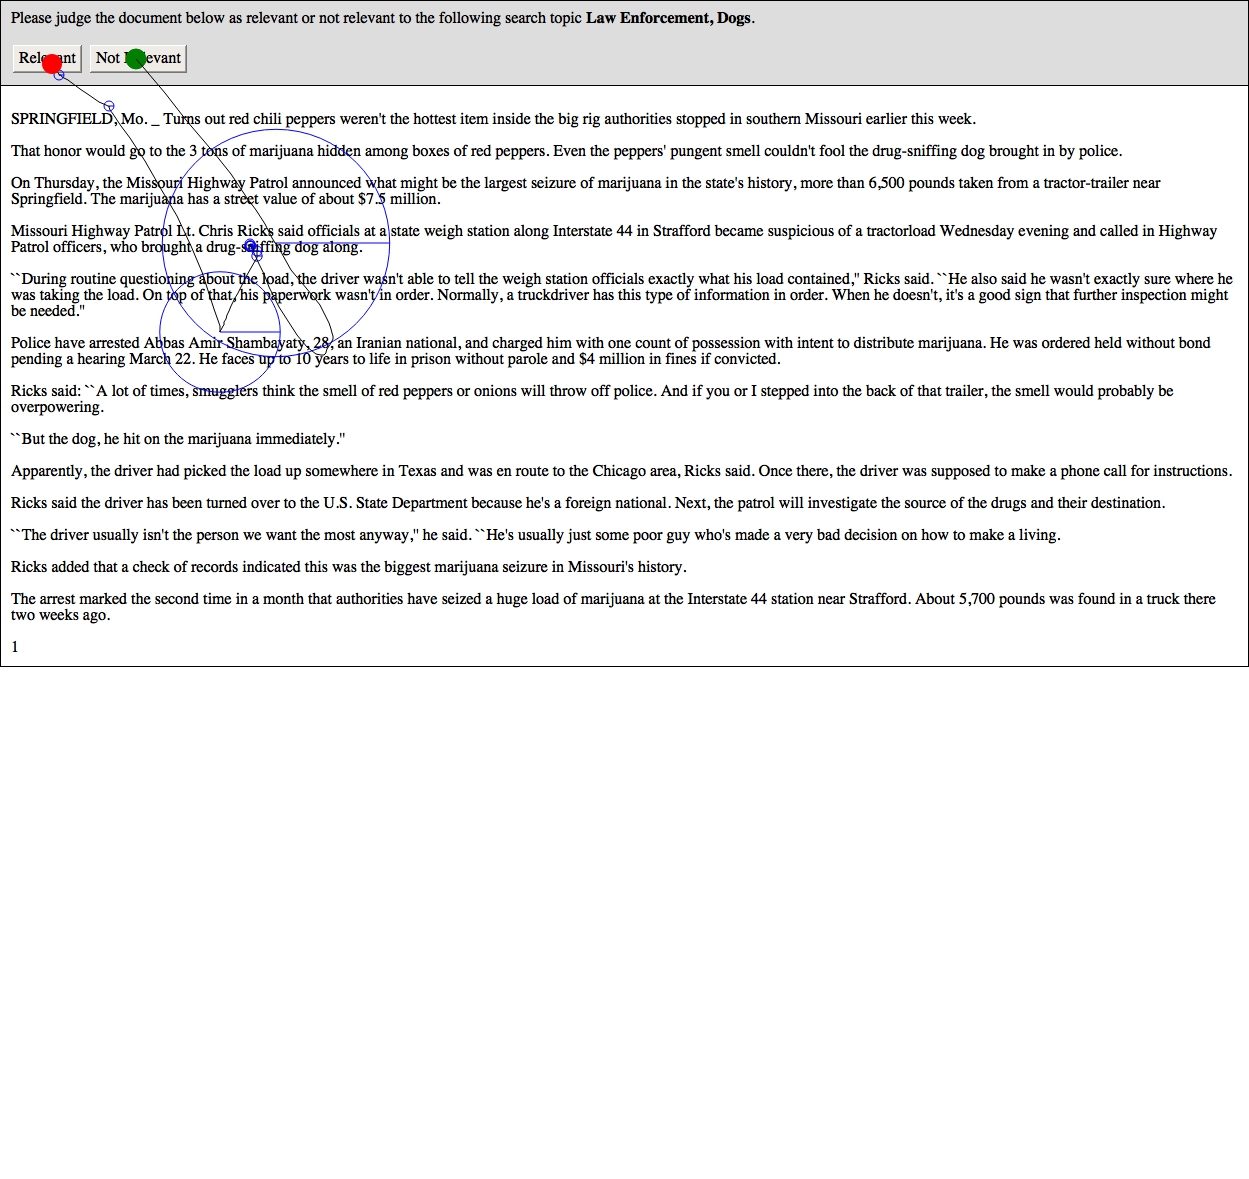 Please judge the document below as relevant or not relevant to the following search topic Law Enforcement, Dogs.
Relevant Not Relevant
SPRINGFIELD, Mo. _ Turns out red chili peppers weren't the hottest item inside the big rig authorities stopped in southern Missouri earlier this week.
That honor would go to the 3 tons of marijuana hidden among boxes of red peppers. Even the peppers' pungent smell couldn't fool the drug-sniffing dog brought in by police.
On Thursday, the Missouri Highway Patrol announced what might be the largest seizure of marijuana in the state's history, more than 6,500 pounds taken from a tractor-trailer near
Springfield. The marijuana has a street value of about $7.5 million.
Missouri Highway Patrol Lt. Chris Ricks said officials at a state weigh station along Interstate 44 in Strafford became suspicious of a tractorload Wednesday evening and called in Highway
Patrol officers, who brought a drug-sniffing dog along.
``During routine questioning about the load, the driver wasn't able to tell the weigh station officials exactly what his load contained,'' Ricks said. ``He also said he wasn't exactly sure where he
was taking the load. On top of that, his paperwork wasn't in order. Normally, a truckdriver has this type of information in order. When he doesn't, it's a good sign that further inspection might
be needed.''
Police have arrested Abbas Amir Shambayaty, 28, an Iranian national, and charged him with one count of possession with intent to distribute marijuana. He was ordered held without bond
pending a hearing March 22. He faces up to 10 years to life in prison without parole and $4 million in fines if convicted.
Ricks said: ``A lot of times, smugglers think the smell of red peppers or onions will throw off police. And if you or I stepped into the back of that trailer, the smell would probably be
overpowering.
``But the dog, he hit on the marijuana immediately.''
Apparently, the driver had picked the load up somewhere in Texas and was en route to the Chicago area, Ricks said. Once there, the driver was supposed to make a phone call for instructions.
Ricks said the driver has been turned over to the U.S. State Department because he's a foreign national. Next, the patrol will investigate the source of the drugs and their destination.
``The driver usually isn't the person we want the most anyway,'' he said. ``He's usually just some poor guy who's made a very bad decision on how to make a living.
Ricks added that a check of records indicated this was the biggest marijuana seizure in Missouri's history.
The arrest marked the second time in a month that authorities have seized a huge load of marijuana at the Interstate 44 station near Strafford. About 5,700 pounds was found in a truck there
two weeks ago.
1